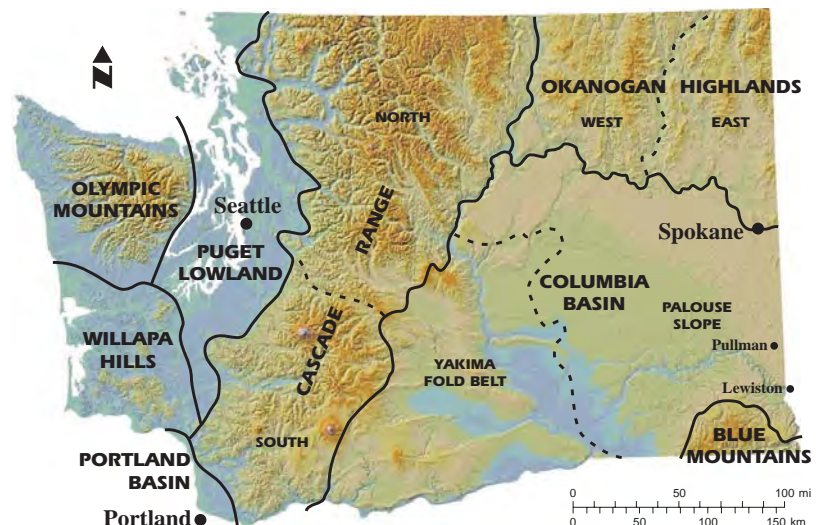 N
OKANOGAN HIGHLANDS
NORTH
WEST
EAST
OLYMPIC
MOUNTAINS
Seattle
RANGE
Spokane
PUGET
LOWLAND
COLUMBIA
BASIN
PALOUSE
SLOPE
WILLAPA
HILLS
CASCADE
Pullman
YAKIMA
FOLD BELT
Lewiston
SOUTH
BLUE
MOUNTAINS
PORTLAND
BASIN
Portland
0 50 100 mi
0 50 100 150 km